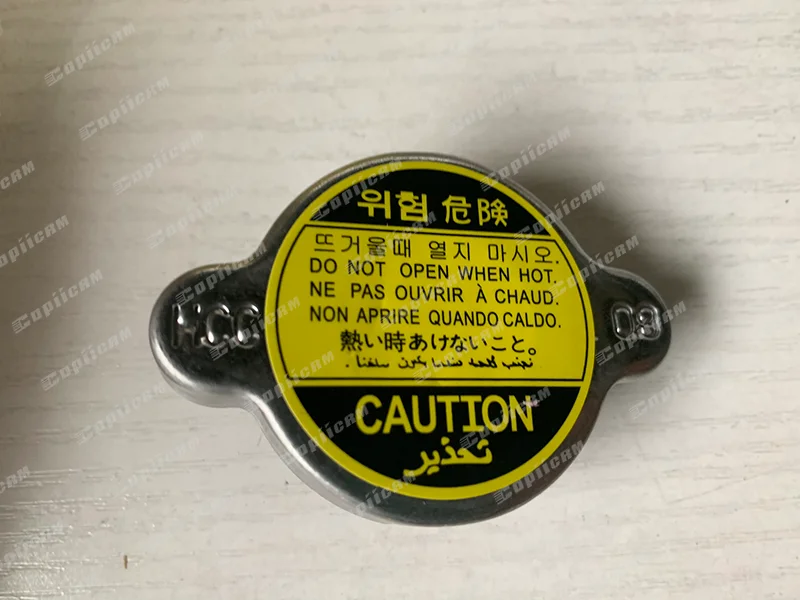 위험 危険
뜨거울때 열지 마시오.
DO NOT OPEN WHEN HOT.
NE PAS OUVRIR À CHAUD.
NON APRIRE QUANDO CALDO.
熱い時あけないこと。
HCC
08
CAUTION
تحذير
Copiicam